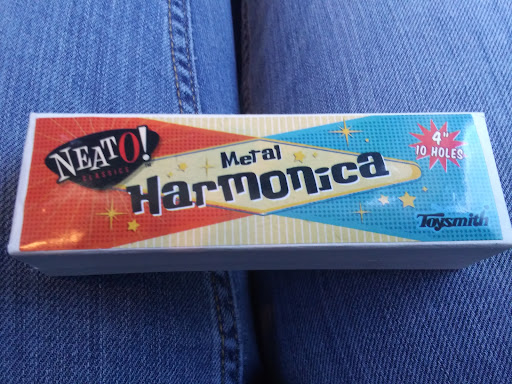 NEATO!
CLASSICS
Metal
Harmonica
4"
10 HOLES
Toysmith